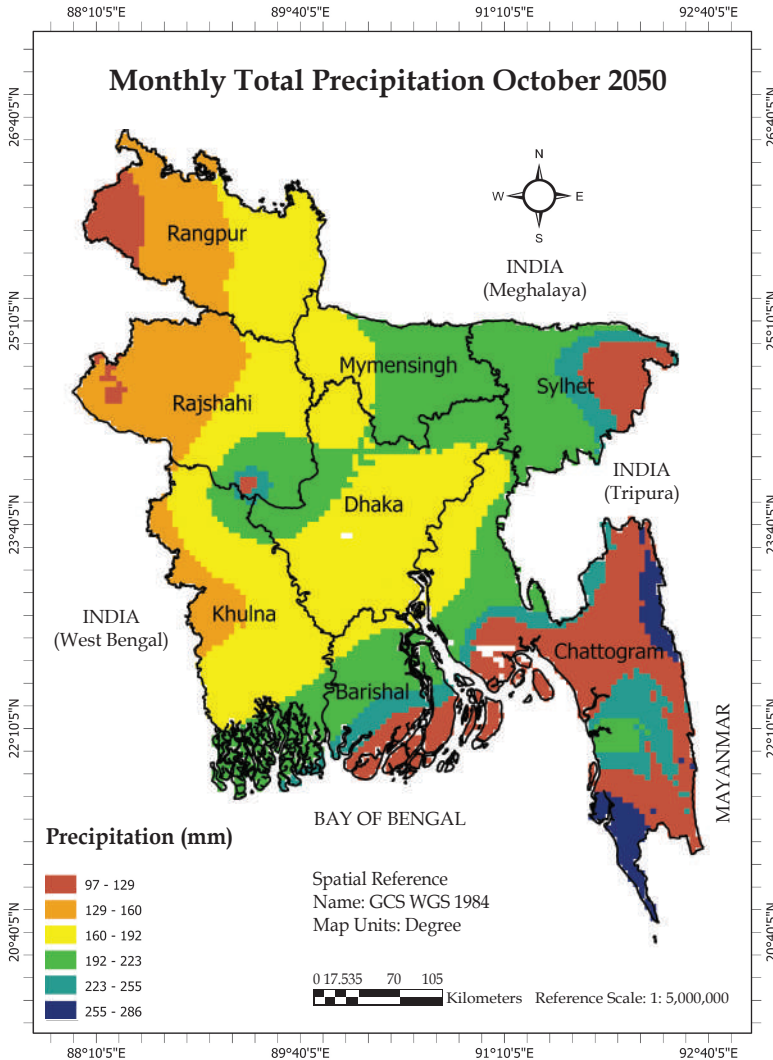 88°10'5"E 89°40'5"E 91°10'5"E 92°40'5"E
Monthly Total Precipitation October 2050
26°40'5"N
26°40'5"N
N
W E
S
Rangpur
INDIA
(Meghalaya)
25°10'5"N
25°10'5"N
Mymensingh
Sylhet
Rajshahi
INDIA
(Tripura)
Dhaka
23°40'5"N
23°40'5"N
INDIA
(West Bengal)
Khulna
Chattogram
Barishal
22°10'5"N
22°10'5"N
MAYANMAR
BAY OF BENGAL
Precipitation (mm)
97 - 129
129 - 160
160 - 192
192 - 223
223 - 255
255 - 286
Spatial Reference
Name: GCS WGS 1984
Map Units: Degree
20°40'5"N
20°40'5"N
0 17.535 70 105
Kilometers Reference Scale: 1: 5,000,000
88°10'5"E 89°40'5"E 91°10'5"E 92°40'5"E